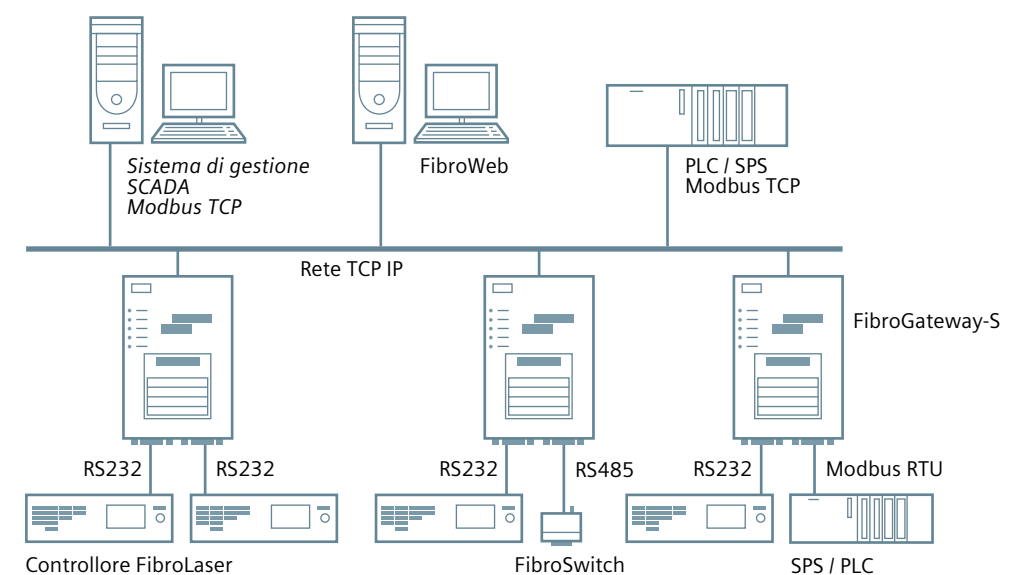 Sistema di gestione
SCADA
Modbus TCP
FibroWeb
PLC / SPS
Modbus TCP
Rete TCP IP
FibroGateway-S
RS232
RS232
RS232
RS485
RS232
Modbus RTU
Controllore FibroLaser
FibroSwitch
SPS / PLC